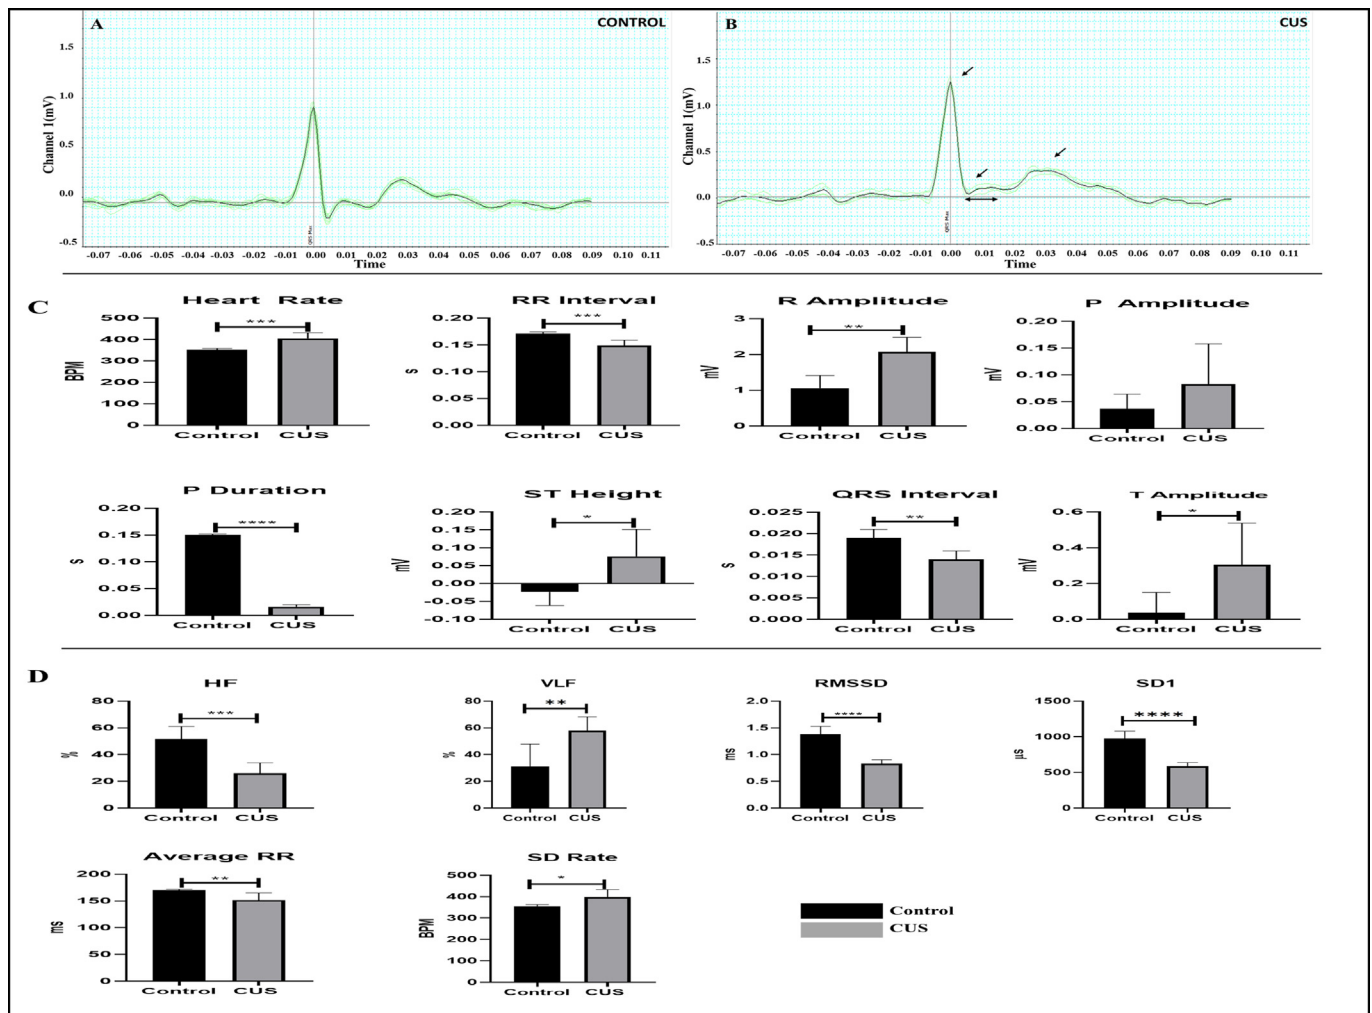 A CONTROL
1.5
1.0
0.5
0.0
-0.5
Channel 1(mV)
QRS Max
-0.07 -0.06 -0.05 -0.04 -0.03 -0.02 -0.01 0.00 0.01 0.02 0.03 0.04 0.05 0.06 0.07 0.08 0.09 0.10 0.11
Time
B CUS
1.5
1.0
0.5
0.0
-0.5
Channel 1(mV)
QRS Max
-0.07 -0.06 -0.05 -0.04 -0.03 -0.02 -0.01 0.00 0.01 0.02 0.03 0.04 0.05 0.06 0.07 0.08 0.09 0.10 0.11
Time
C
Heart Rate
500
400
300
200
100
0
BPM
***
Control CUS
RR Interval
0.20
0.15
0.10
0.05
0.00
s
***
Control CUS
R Amplitude
3
2
1
0
mV
**
Control CUS
P Amplitude
0.20
0.15
0.10
0.05
0.00
mV
Control CUS
P Duration
0.20
0.15
0.10
0.05
0.00
s
****
Control CUS
ST Height
0.20
0.15
0.10
0.05
0.00
-0.05
-0.10
mV
*
Control CUS
QRS Interval
0.025
0.020
0.015
0.010
0.005
0.000
s
**
Control CUS
T Amplitude
0.6
0.4
0.2
0.0
mV
*
Control CUS
D
HF
80
60
40
20
0
%
***
Control CUS
VLF
80
60
40
20
0
%
**
Control CUS
RMSSD
2.0
1.5
1.0
0.5
0.0
ms
****
Control CUS
SD1
1500
1000
500
0
µs
****
Control CUS
Average RR
200
150
100
50
0
ms
**
Control CUS
SD Rate
500
400
300
200
100
0
BPM
*
Control CUS
Control
CUS